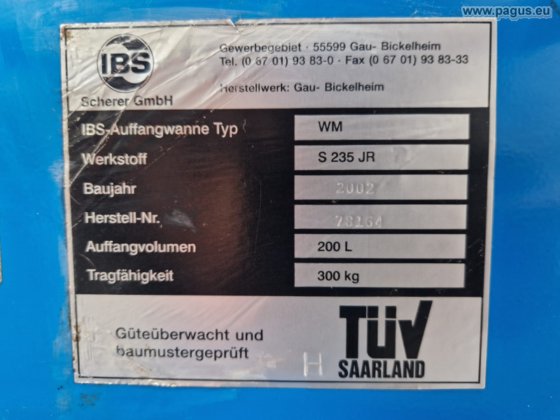 www.pagus.eu
IBS
Scherer GmbH
Gewerbegebiet · 55599 Gau- Bickelheim
Tel. (0 67 01) 93 83-0 · Fax (0 67 01) 93 83-33
Herstellwerk: Gau- Bickelheim
IBS-Auffangwanne Typ WM
Werkstoff S 235 JR
Baujahr 2002
Herstell-Nr.
Auffangvolumen 200 L
Tragfähigkeit 300 kg
Güteüberwacht und
baumustergeprüft H
TÜV
SAARLAND